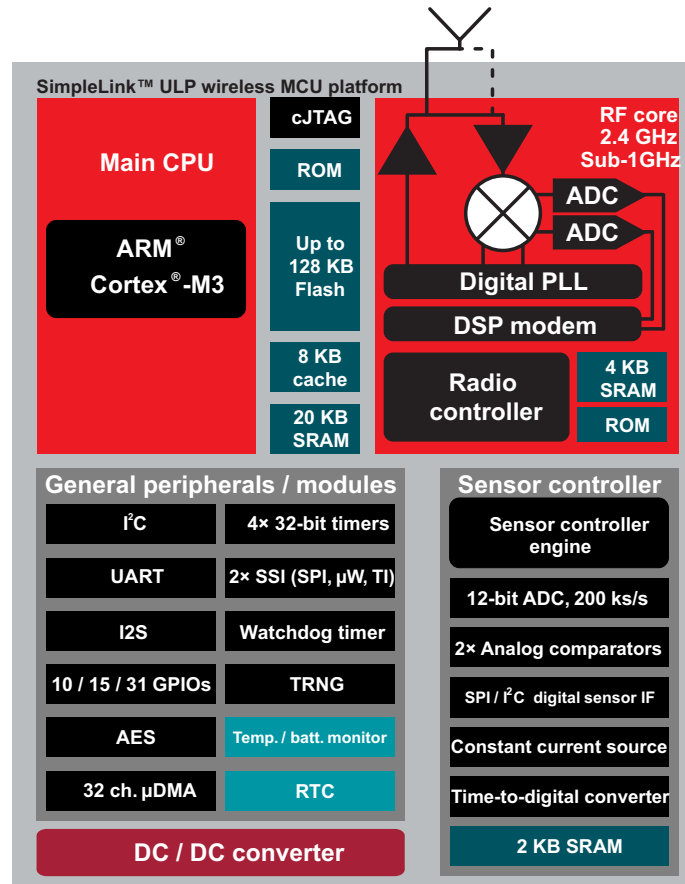 SimpleLink™ ULP wireless MCU platform
Main CPU
ARM®
Cortex®-M3
cJTAG
ROM
Up to
128 KB
Flash
8 KB
cache
20 KB
SRAM
RF core
2.4 GHz
Sub-1GHz
ADC
ADC
Digital PLL
DSP modem
Radio
controller
4 KB
SRAM
ROM
General peripherals / modules
I²C
4× 32-bit timers
UART
2× SSI (SPI, µW, TI)
I2S
Watchdog timer
10 / 15 / 31 GPIOs
TRNG
AES
Temp. / batt. monitor
32 ch. µDMA
RTC
DC / DC converter
Sensor controller
Sensor controller
engine
12-bit ADC, 200 ks/s
2× Analog comparators
SPI / I²C digital sensor IF
Constant current source
Time-to-digital converter
2 KB SRAM